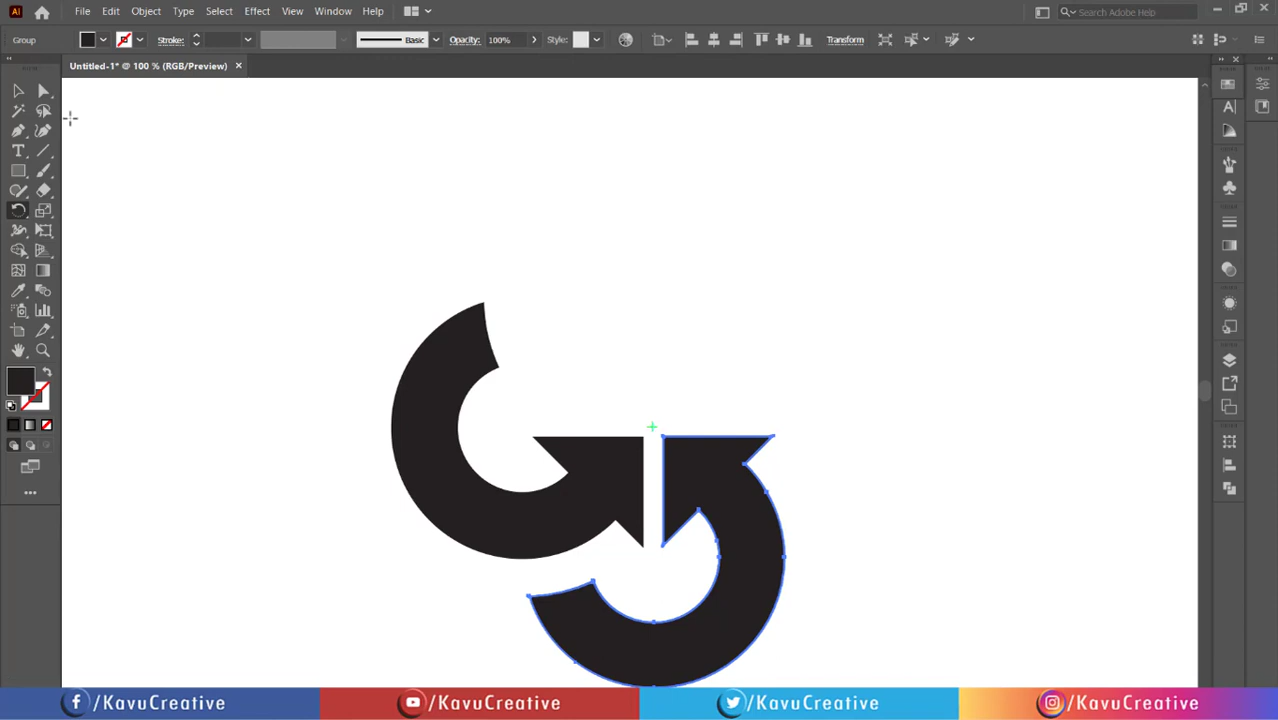 Ai File Edit Object Type Select Effect View Window Help Search Adobe Help
Group Stroke: Basic Opacity: 100% Style: Transform
Untitled-1* @ 100 % (RGB/Preview) ×
/KavuCreative /KavuCreative /KavuCreative /KavuCreative